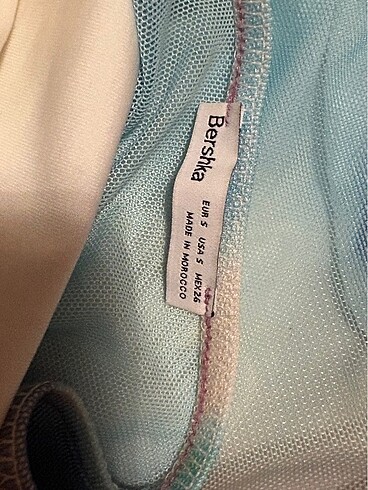 Bershka
EUR S USA S MEX26
MADE IN MOROCCO